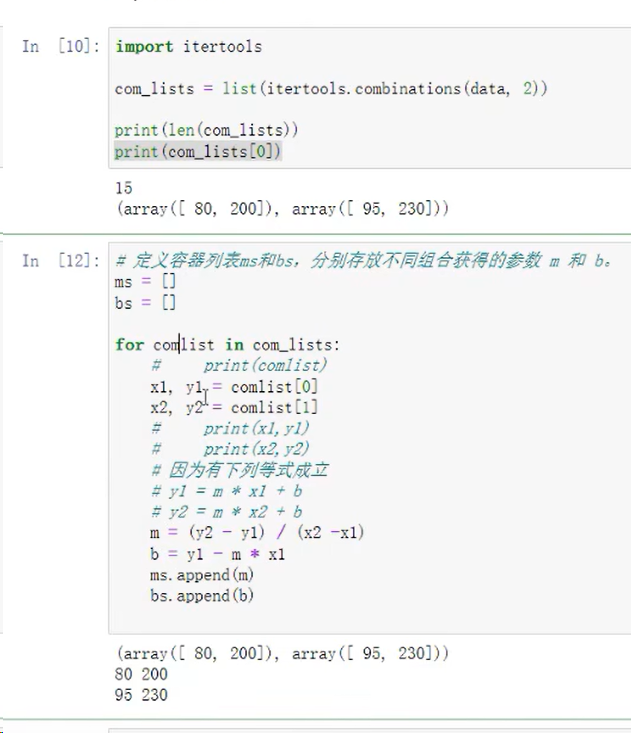 In [10]: import itertools
com_lists = list(itertools.combinations(data, 2))
print(len(com_lists))
print(com_lists[0])
15
(array([ 80, 200]), array([ 95, 230]))
In [12]: # 定义容器列表ms和bs，分别存放不同组合获得的参数 m 和 b。
ms = []
bs = []
for comlist in com_lists:
#     print(comlist)
x1, y1 = comlist[0]
x2, y2 = comlist[1]
#     print(x1,y1)
#     print(x2,y2)
# 因为有下列等式成立
# y1 = m * x1 + b
# y2 = m * x2 + b
m = (y2 - y1) / (x2 -x1)
b = y1 - m * x1
ms.append(m)
bs.append(b)
(array([ 80, 200]), array([ 95, 230]))
80 200
95 230